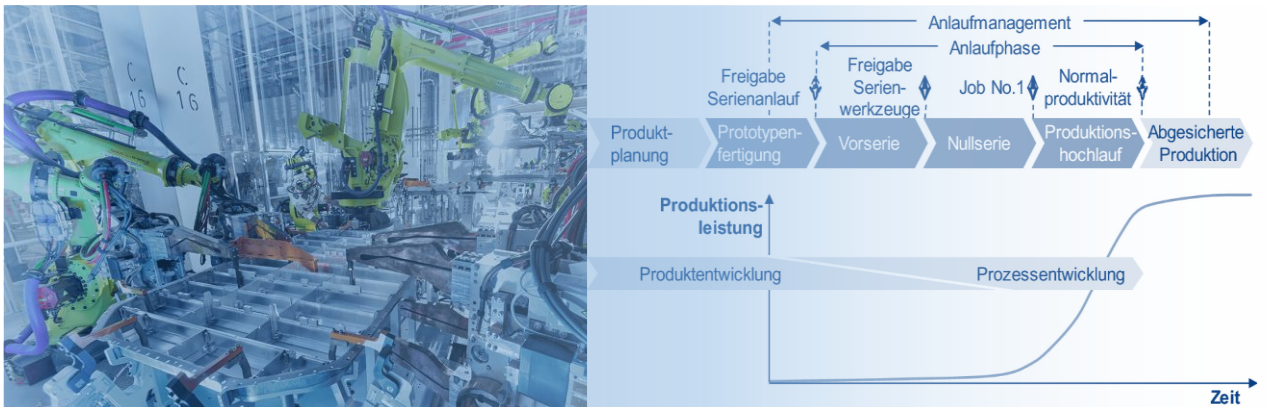 C
16
C
16
Anlaufmanagement
Anlaufphase
Freigabe
Serienanlauf
Freigabe
Serien-
werkzeuge
Job No.1
Normal-
produktivität
Produkt-
planung
Prototypen-
fertigung
Vorserie
Nullserie
Produktions-
hochlauf
Abgesicherte
Produktion
Produktions-
leistung
Produktentwicklung
Prozessentwicklung
Zeit